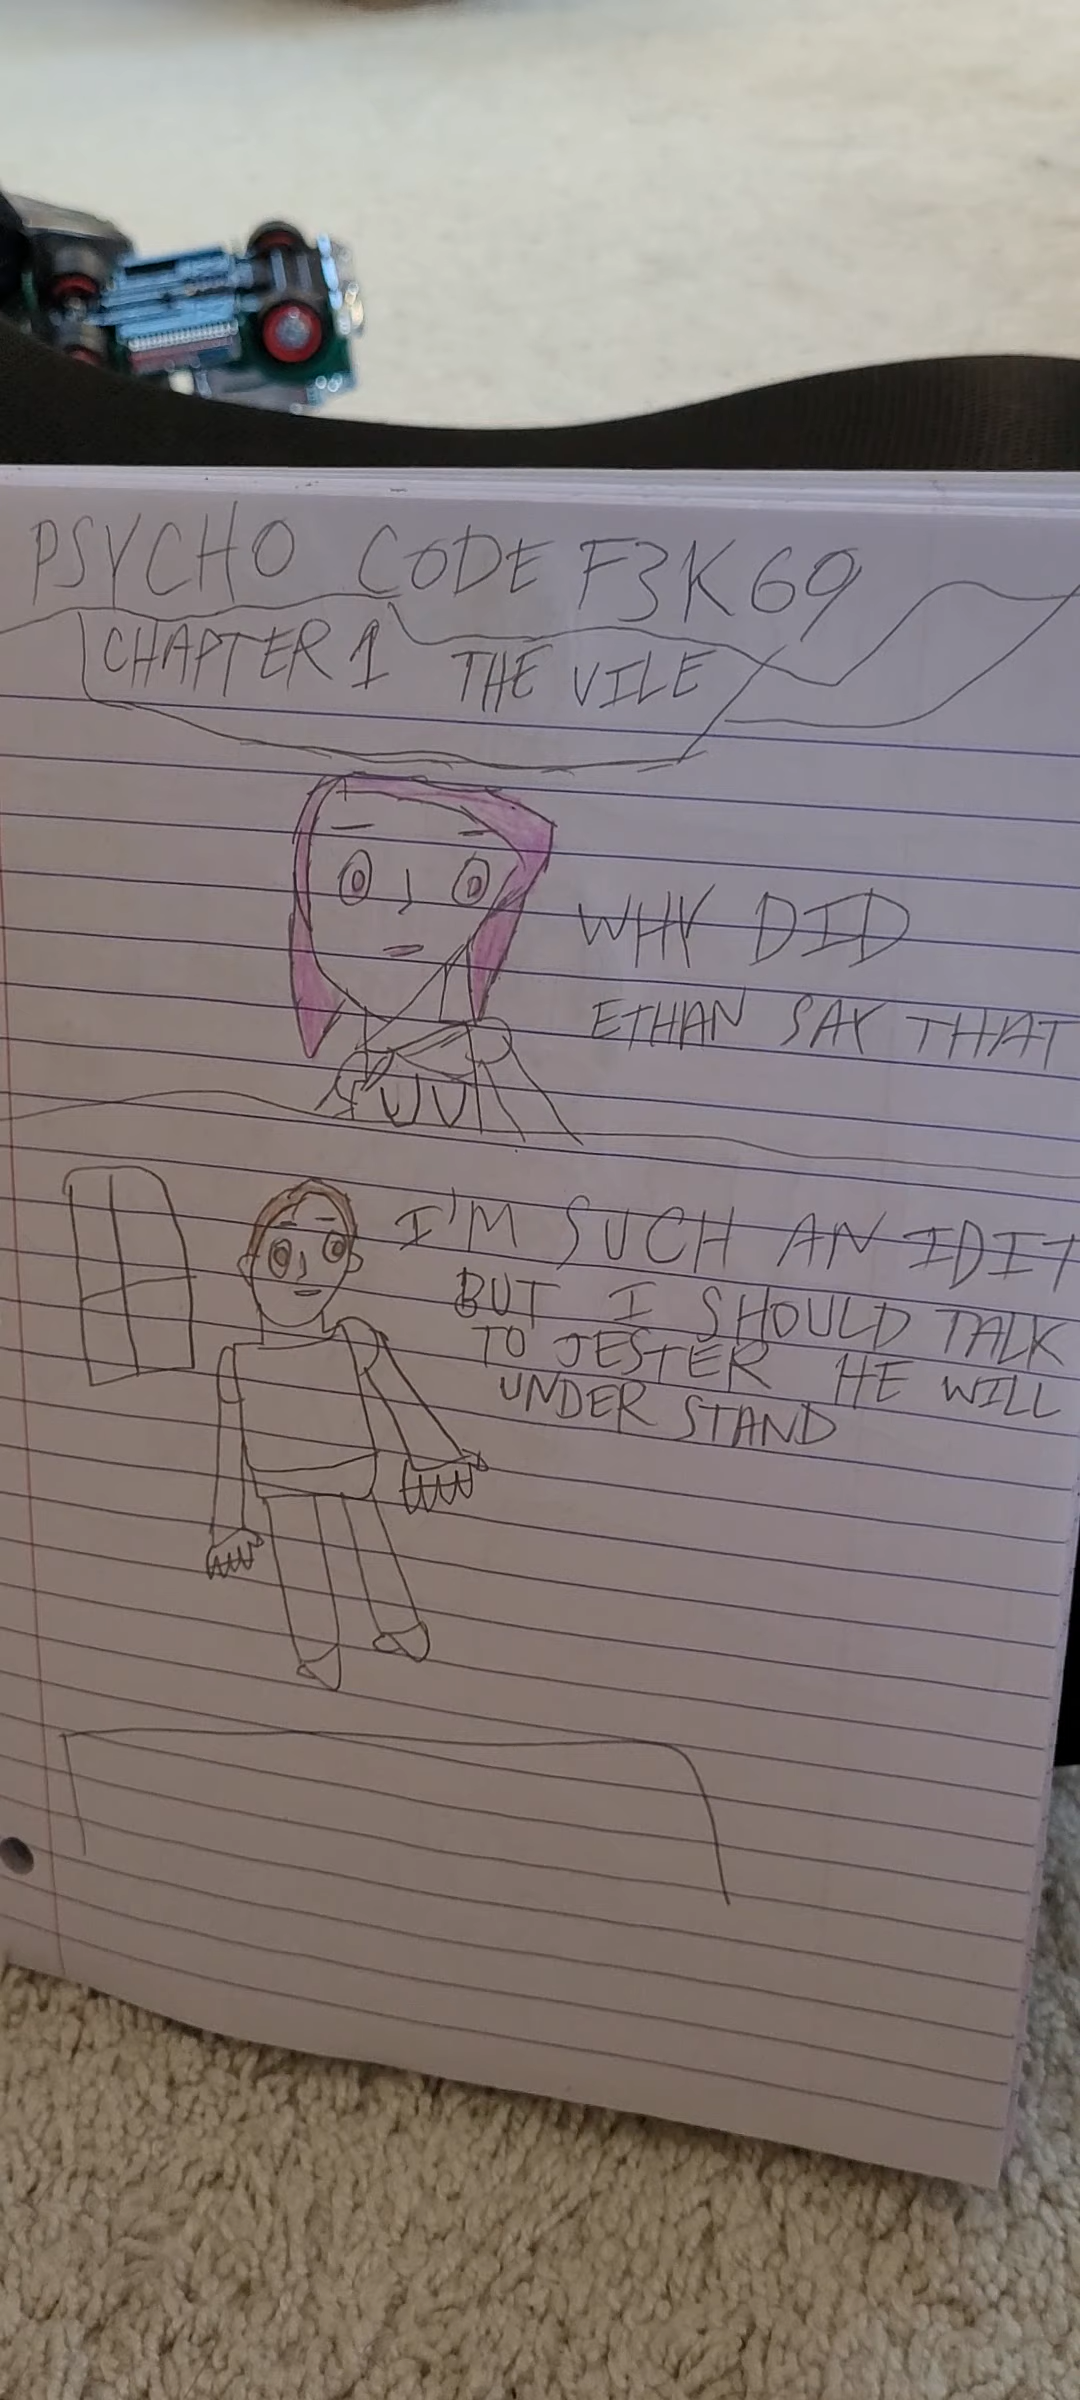 PSYCHO CODE F3K69
CHAPTER 1 THE VILE
WHY DID
ETHAN SAY THAT
I'M SUCH AN IDIT
BUT I SHOULD TALK
TO JESTER HE WILL
UNDER STAND